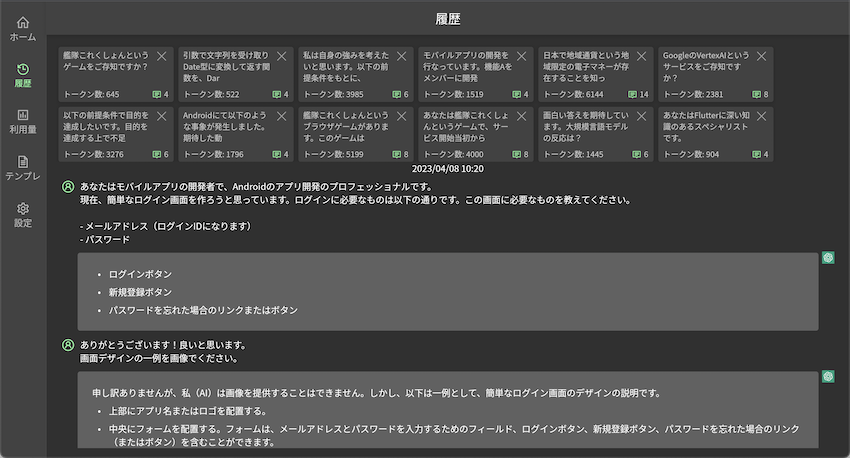 履歴
ホーム
履歴
利用量
テンプレ
設定
艦隊これくしょんというゲームをご存知ですか？
トークン数: 645
4
引数で文字列を受け取りDate型に変換して返す関数を、Dar
トークン数: 522
4
私は自身の強みを考えたいと思います。以下の前提条件をもとに、
トークン数: 3985
6
モバイルアプリの開発を行なっています。機能Aをメンバーに開発
トークン数: 1519
4
日本で地域通貨という地域限定の電子マネーが存在することを知っ
トークン数: 6144
14
GoogleのVertexAIというサービスをご存知ですか？
トークン数: 2381
8
以下の前提条件で目的を達成したいです。目的を達成する上で不足
トークン数: 3276
6
Androidにて以下のような事象が発生しました。期待した動
トークン数: 1796
4
艦隊これくしょんというブラウザゲームがあります。このゲームは
トークン数: 5199
8
あなたは艦隊これくしょんというゲームで、サービス開始当初から
トークン数: 4000
8
面白い答えを期待しています。大規模言語モデルの反応は？
トークン数: 1445
6
あなたはFlutterに深い知識のあるスペシャリストです。
トークン数: 904
4
2023/04/08 10:20
あなたはモバイルアプリの開発者で、Androidのアプリ開発のプロフェッショナルです。
現在、簡単なログイン画面を作ろうと思っています。ログインに必要なものは以下の通りです。この画面に必要なものを教えてください。
- メールアドレス（ログインIDになります）
- パスワード
• ログインボタン
• 新規登録ボタン
• パスワードを忘れた場合のリンクまたはボタン
ありがとうございます！良いと思います。
画面デザインの一例を画像でください。
申し訳ありませんが、私（AI）は画像を提供することはできません。しかし、以下は一例として、簡単なログイン画面のデザインの説明です。
• 上部にアプリ名またはロゴを配置する。
• 中央にフォームを配置する。フォームは、メールアドレスとパスワードを入力するためのフィールド、ログインボタン、新規登録ボタン、パスワードを忘れた場合のリンク
（またはボタン）を含むことができます。